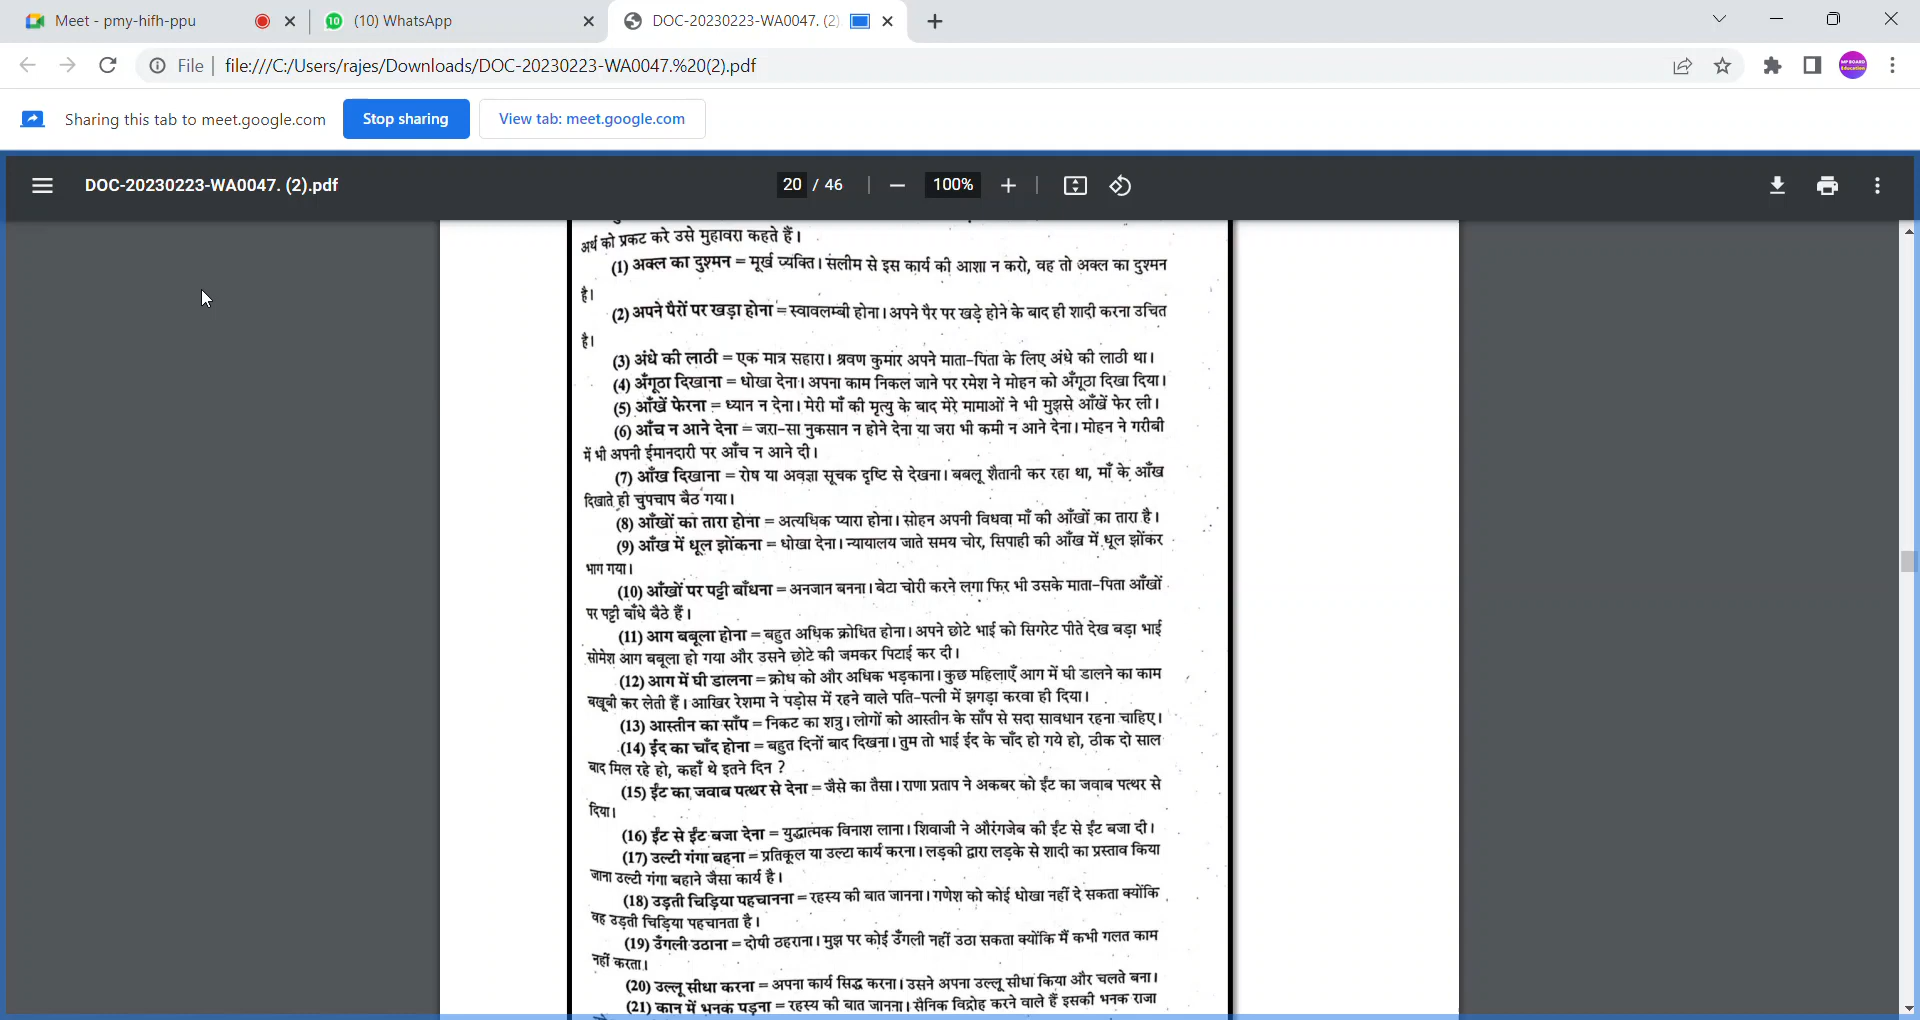 Meet - pmy-hifh-ppu
10 (10) WhatsApp
DOC-20230223-WA0047. (2)
File file:///C:/Users/rajes/Downloads/DOC-20230223-WA0047.%20(2).pdf
Sharing this tab to meet.google.com Stop sharing View tab: meet.google.com
DOC-20230223-WA0047. (2).pdf 20 / 46 100%
अर्थ को प्रकट करे उसे मुहावरा कहते हैं।
(1) अक्ल का दुश्मन = मूर्ख व्यक्ति। सलीम से इस कार्य की आशा न करो, वह तो अक्ल का दुश्मन
है।
(2) अपने पैरों पर खड़ा होना = स्वावलम्बी होना। अपने पैर पर खड़े होने के बाद ही शादी करना उचित
है।
(3) अंधे की लाठी = एक मात्र सहारा। श्रवण कुमार अपने माता-पिता के लिए अंधे की लाठी था।
(4) अँगूठा दिखाना = धोखा देना। अपना काम निकल जाने पर रमेश ने मोहन को अँगूठा दिखा दिया।
(5) आँखें फेरना = ध्यान न देना। मेरी माँ की मृत्यु के बाद मेरे मामाओं ने भी मुझसे आँखें फेर ली।
(6) आँच न आने देना = जरा-सा नुकसान न होने देना या जरा भी कमी न आने देना। मोहन ने गरीबी
में भी अपनी ईमानदारी पर आँच न आने दी।
(7) आँख दिखाना = रोष या अवज्ञा सूचक दृष्टि से देखना। बबलू शैतानी कर रहा था, माँ के आँख
दिखाते ही चुपचाप बैठ गया।
(8) आँखों का तारा होना = अत्यधिक प्यारा होना। सोहन अपनी विधवा माँ की आँखों का तारा है।
(9) आँख में धूल झोंकना = धोखा देना। न्यायालय जाते समय चोर, सिपाही की आँख में धूल झोंकर
भाग गया।
(10) आँखों पर पट्टी बाँधना = अनजान बनना। बेटा चोरी करने लगा फिर भी उसके माता-पिता आँखों
पर पट्टी बाँधे बैठे हैं।
(11) आग बबूला होना = बहुत अधिक क्रोधित होना। अपने छोटे भाई को सिगरेट पीते देख बड़ा भाई
सोमेश आग बबूला हो गया और उसने छोटे की जमकर पिटाई कर दी।
(12) आग में घी डालना = क्रोध को और अधिक भड़काना। कुछ महिलाएँ आग में घी डालने का काम
बखूबी कर लेती हैं। आखिर रेशमा ने पड़ोस में रहने वाले पति-पत्नी में झगड़ा करवा ही दिया।
(13) आस्तीन का साँप = निकट का शत्रु। लोगों को आस्तीन के साँप से सदा सावधान रहना चाहिए।
(14) ईद का चाँद होना = बहुत दिनों बाद दिखना। तुम तो भाई ईद के चाँद हो गये हो, ठीक दो साल
बाद मिल रहे हो, कहाँ थे इतने दिन ?
(15) ईंट का जवाब पत्थर से देना = जैसे का तैसा। राणा प्रताप ने अकबर को ईंट का जवाब पत्थर से
दिया।
(16) ईंट से ईंट बजा देना = युद्धात्मक विनाश लाना। शिवाजी ने औरंगजेब की ईंट से ईंट बजा दी।
(17) उल्टी गंगा बहना = प्रतिकूल या उल्टा कार्य करना। लड़की द्वारा लड़के से शादी का प्रस्ताव किया
जाना उल्टी गंगा बहाने जैसा कार्य है।
(18) उड़ती चिड़िया पहचानना = रहस्य की बात जानना। गणेश को कोई धोखा नहीं दे सकता क्योंकि
वह उड़ती चिड़िया पहचानता है।
(19) उँगली उठाना = दोषी ठहराना। मुझ पर कोई उँगली नहीं उठा सकता क्योंकि मैं कभी गलत काम
नहीं करता।
(20) उल्लू सीधा करना = अपना कार्य सिद्ध करना। उसने अपना उल्लू सीधा किया और चलते बना।
(21) कान में भनक पड़ना = रहस्य की बात जानना। सैनिक विद्रोह करने वाले हैं इसकी भनक राजा